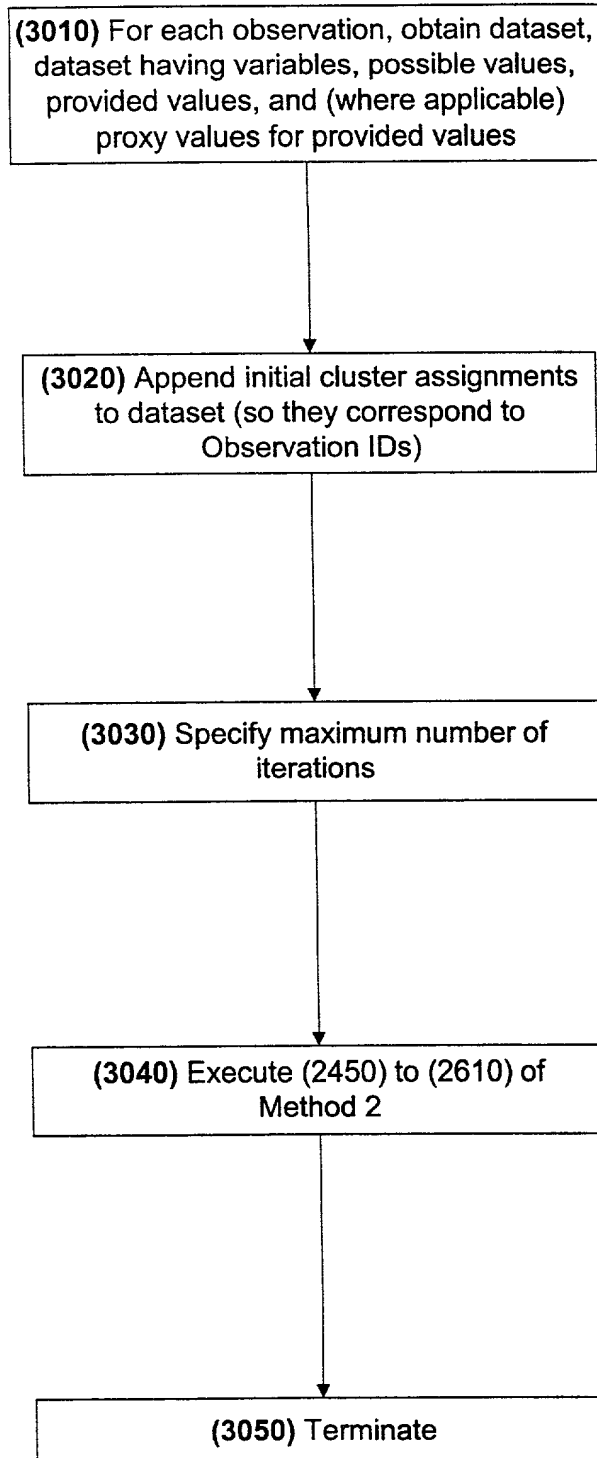 (3010) For each observation, obtain dataset,
dataset having variables, possible values,
provided values, and (where applicable)
proxy values for provided values
(3020) Append initial cluster assignments
to dataset (so they correspond to
Observation IDs)
(3030) Specify maximum number of
iterations
(3040) Execute (2450) to (2610) of
Method 2
(3050) Terminate